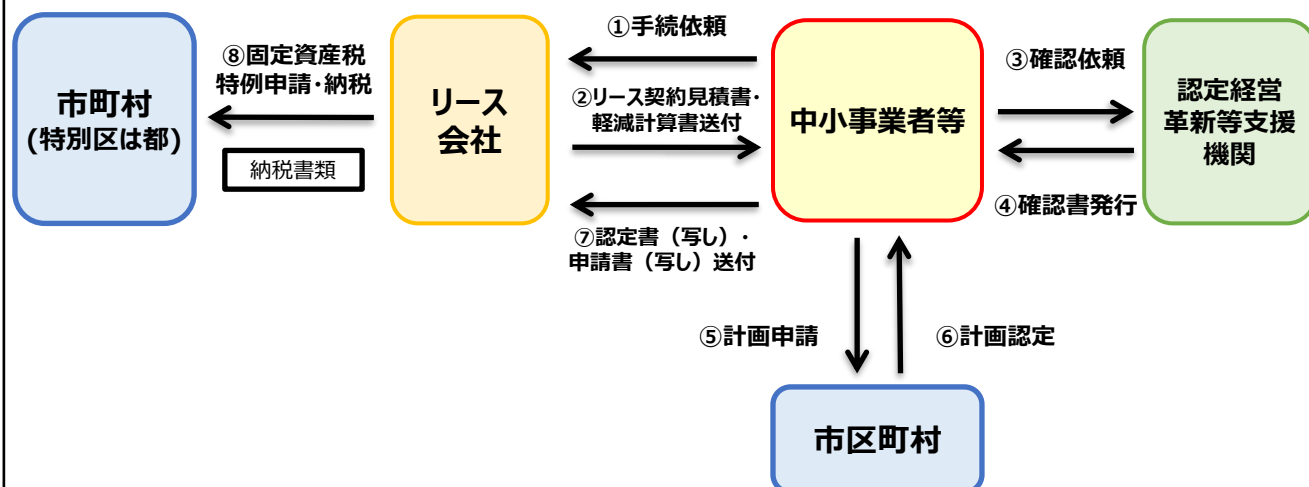 市町村
(特別区は都)
⑧固定資産税
特例申請・納税
納税書類
リース
会社
①手続依頼
②リース契約見積書・
軽減計算書送付
⑦認定書（写し）・
申請書（写し）送付
中小事業者等
③確認依頼
④確認書発行
認定経営
革新等支援
機関
⑤計画申請
⑥計画認定
市区町村